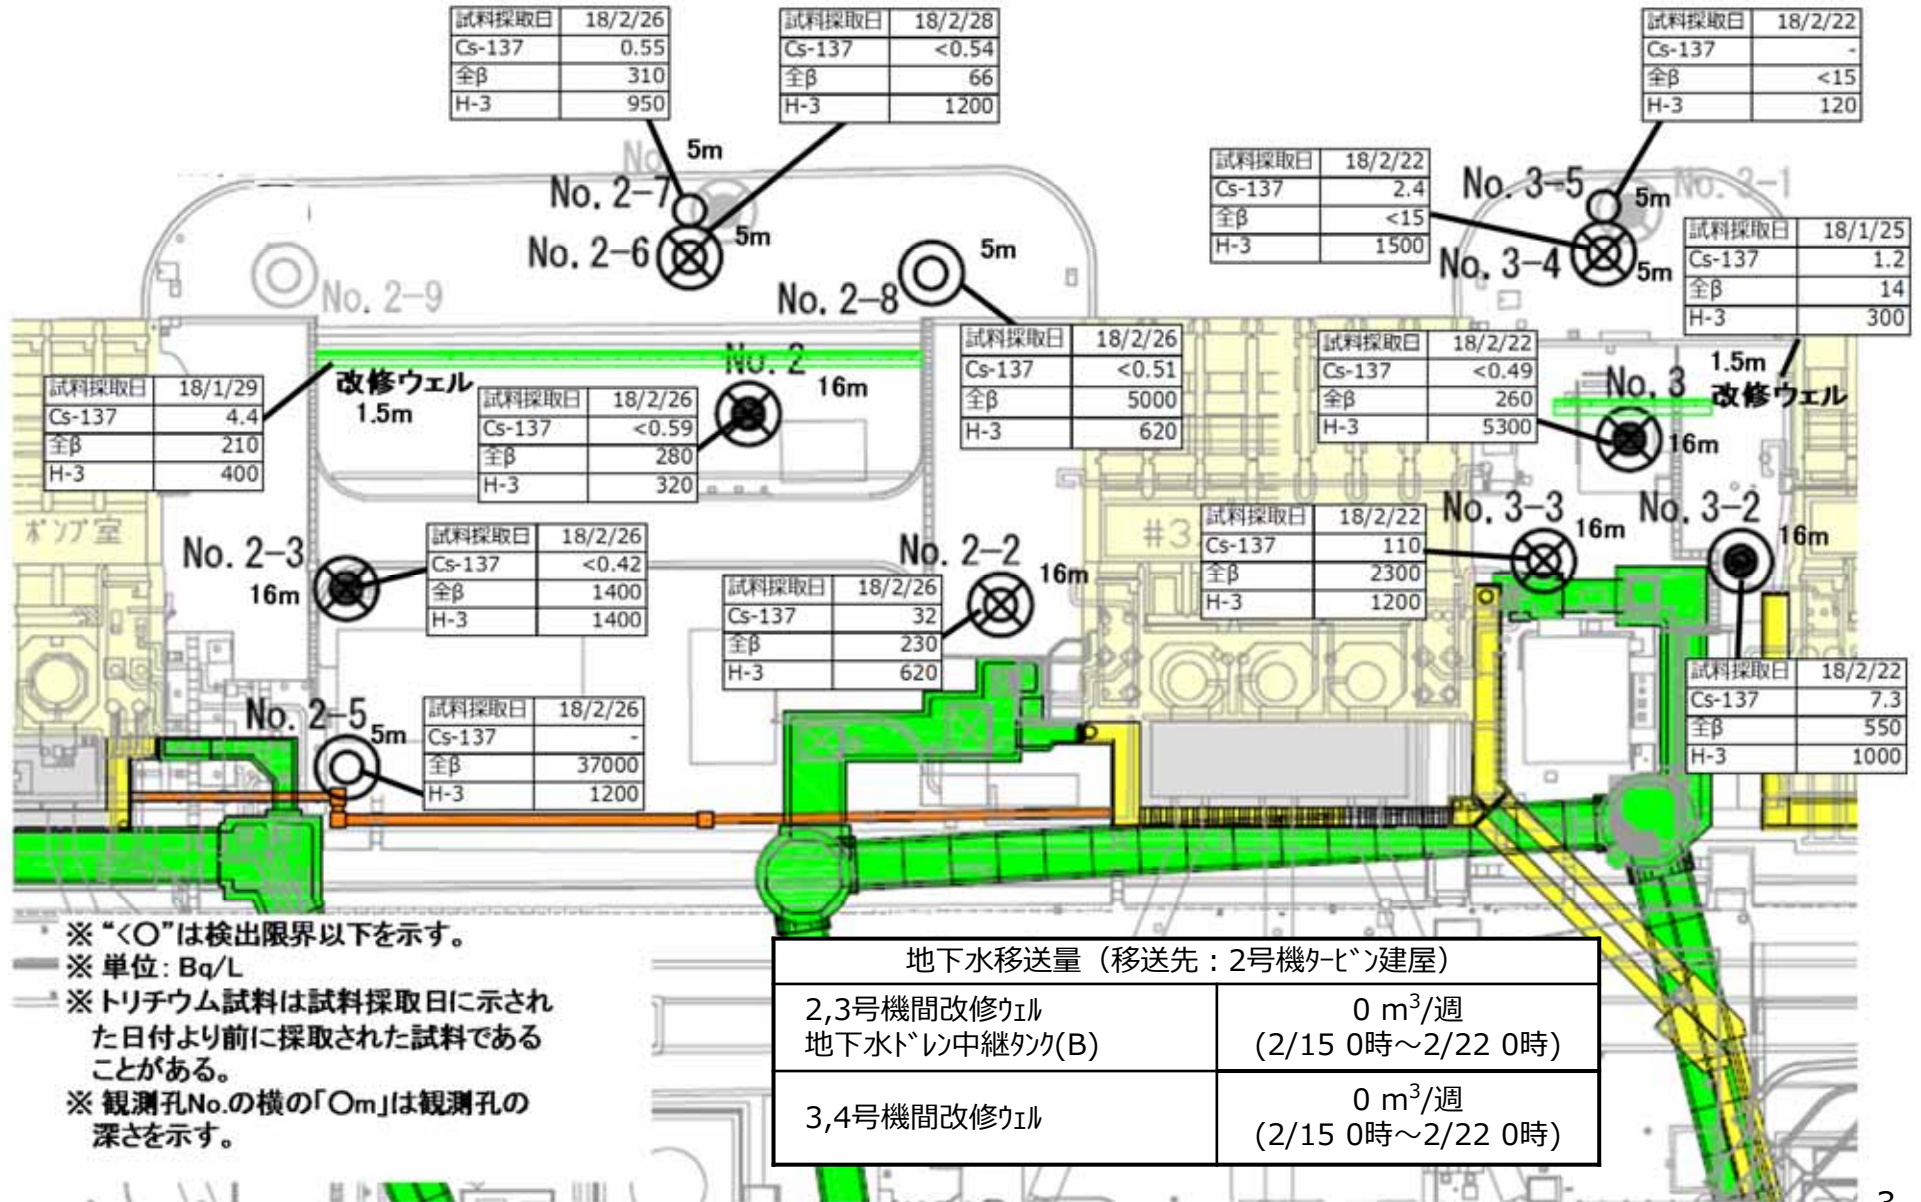 試料採取日 18/2/26
Cs-137 0.55
全β 310
H-3 950
試料採取日 18/2/28
Cs-137 <0.54
全β 66
H-3 1200
試料採取日 18/2/22
Cs-137 -
全β <15
H-3 120
No. 2-7
5m
No. 2-6
5m
No. 2-9
No. 2-8
5m
試料採取日 18/2/22
Cs-137 2.4
全β <15
H-3 1500
No. 3-5
5m
No. 2-1
No. 3-4
5m
試料採取日 18/1/25
Cs-137 1.2
全β 14
H-3 300
試料採取日 18/1/29
Cs-137 4.4
全β 210
H-3 400
改修ウェル
1.5m
No. 2
16m
試料採取日 18/2/26
Cs-137 <0.59
全β 280
H-3 320
試料採取日 18/2/26
Cs-137 <0.51
全β 5000
H-3 620
試料採取日 18/2/22
Cs-137 <0.49
全β 260
H-3 5300
No. 3
16m
1.5m
改修ウェル
ポンプ室
No. 2-3
16m
試料採取日 18/2/26
Cs-137 <0.42
全β 1400
H-3 1400
No. 2-2
16m
試料採取日 18/2/26
Cs-137 32
全β 230
H-3 620
#3
試料採取日 18/2/22
Cs-137 110
全β 2300
H-3 1200
No. 3-3
16m
No. 3-2
16m
試料採取日 18/2/22
Cs-137 7.3
全β 550
H-3 1000
No. 2-5
5m
試料採取日 18/2/26
Cs-137 -
全β 37000
H-3 1200
※ “<〇”は検出限界以下を示す。
※ 単位: Bq/L
※ トリチウム試料は試料採取日に示され
た日付より前に採取された試料である
ことがある。
※ 観測孔No.の横の「〇m」は観測孔の
深さを示す。
地下水移送量（移送先：2号機ﾀｰﾋﾞﾝ建屋）
2,3号機間改修ｳｪﾙ
地下水ﾄﾞﾚﾝ中継ﾀﾝｸ(B)
0 m³/週
(2/15 0時～2/22 0時)
3,4号機間改修ｳｪﾙ
0 m³/週
(2/15 0時～2/22 0時)
3